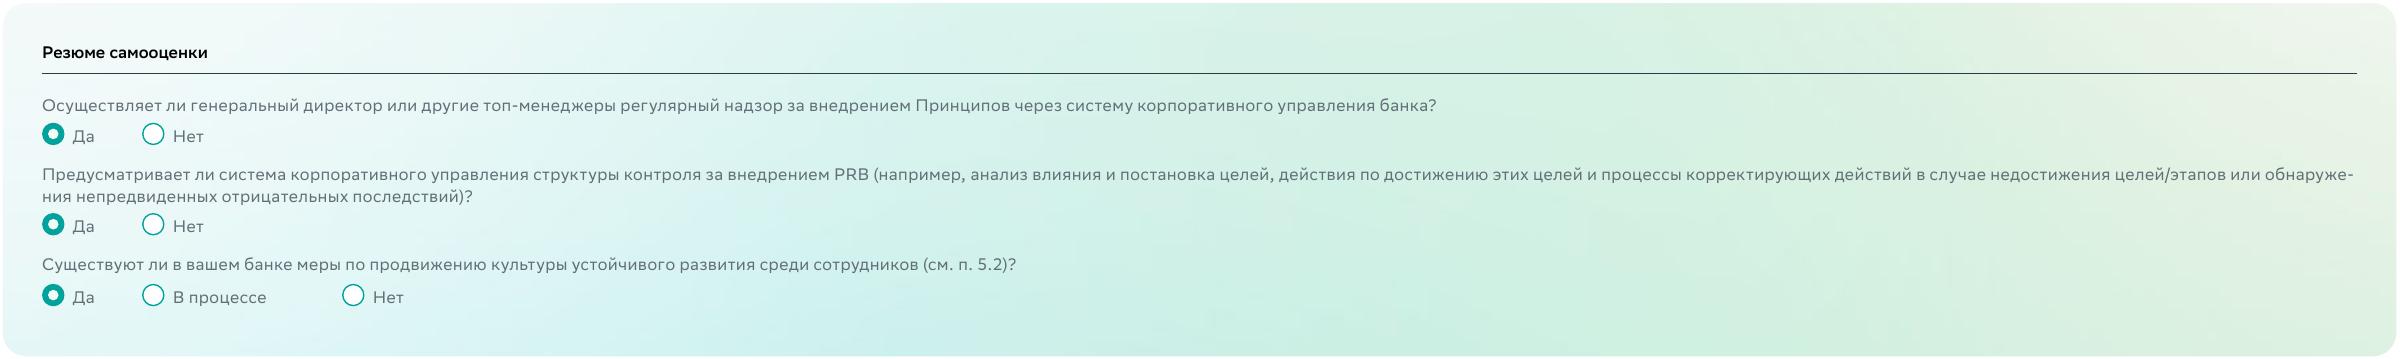 Резюме самооценки
Осуществляет ли генеральный директор или другие топ-менеджеры регулярный надзор за внедрением Принципов через систему корпоративного управления банка?
Да Нет
Предусматривает ли система корпоративного управления структуры контроля за внедрением PRB (например, анализ влияния и постановка целей, действия по достижению этих целей и процессы корректирующих действий в случае недостижения целей/этапов или обнаруже-
ния непредвиденных отрицательных последствий)?
Да Нет
Существуют ли в вашем банке меры по продвижению культуры устойчивого развития среди сотрудников (см. п. 5.2)?
Да В процессе Нет